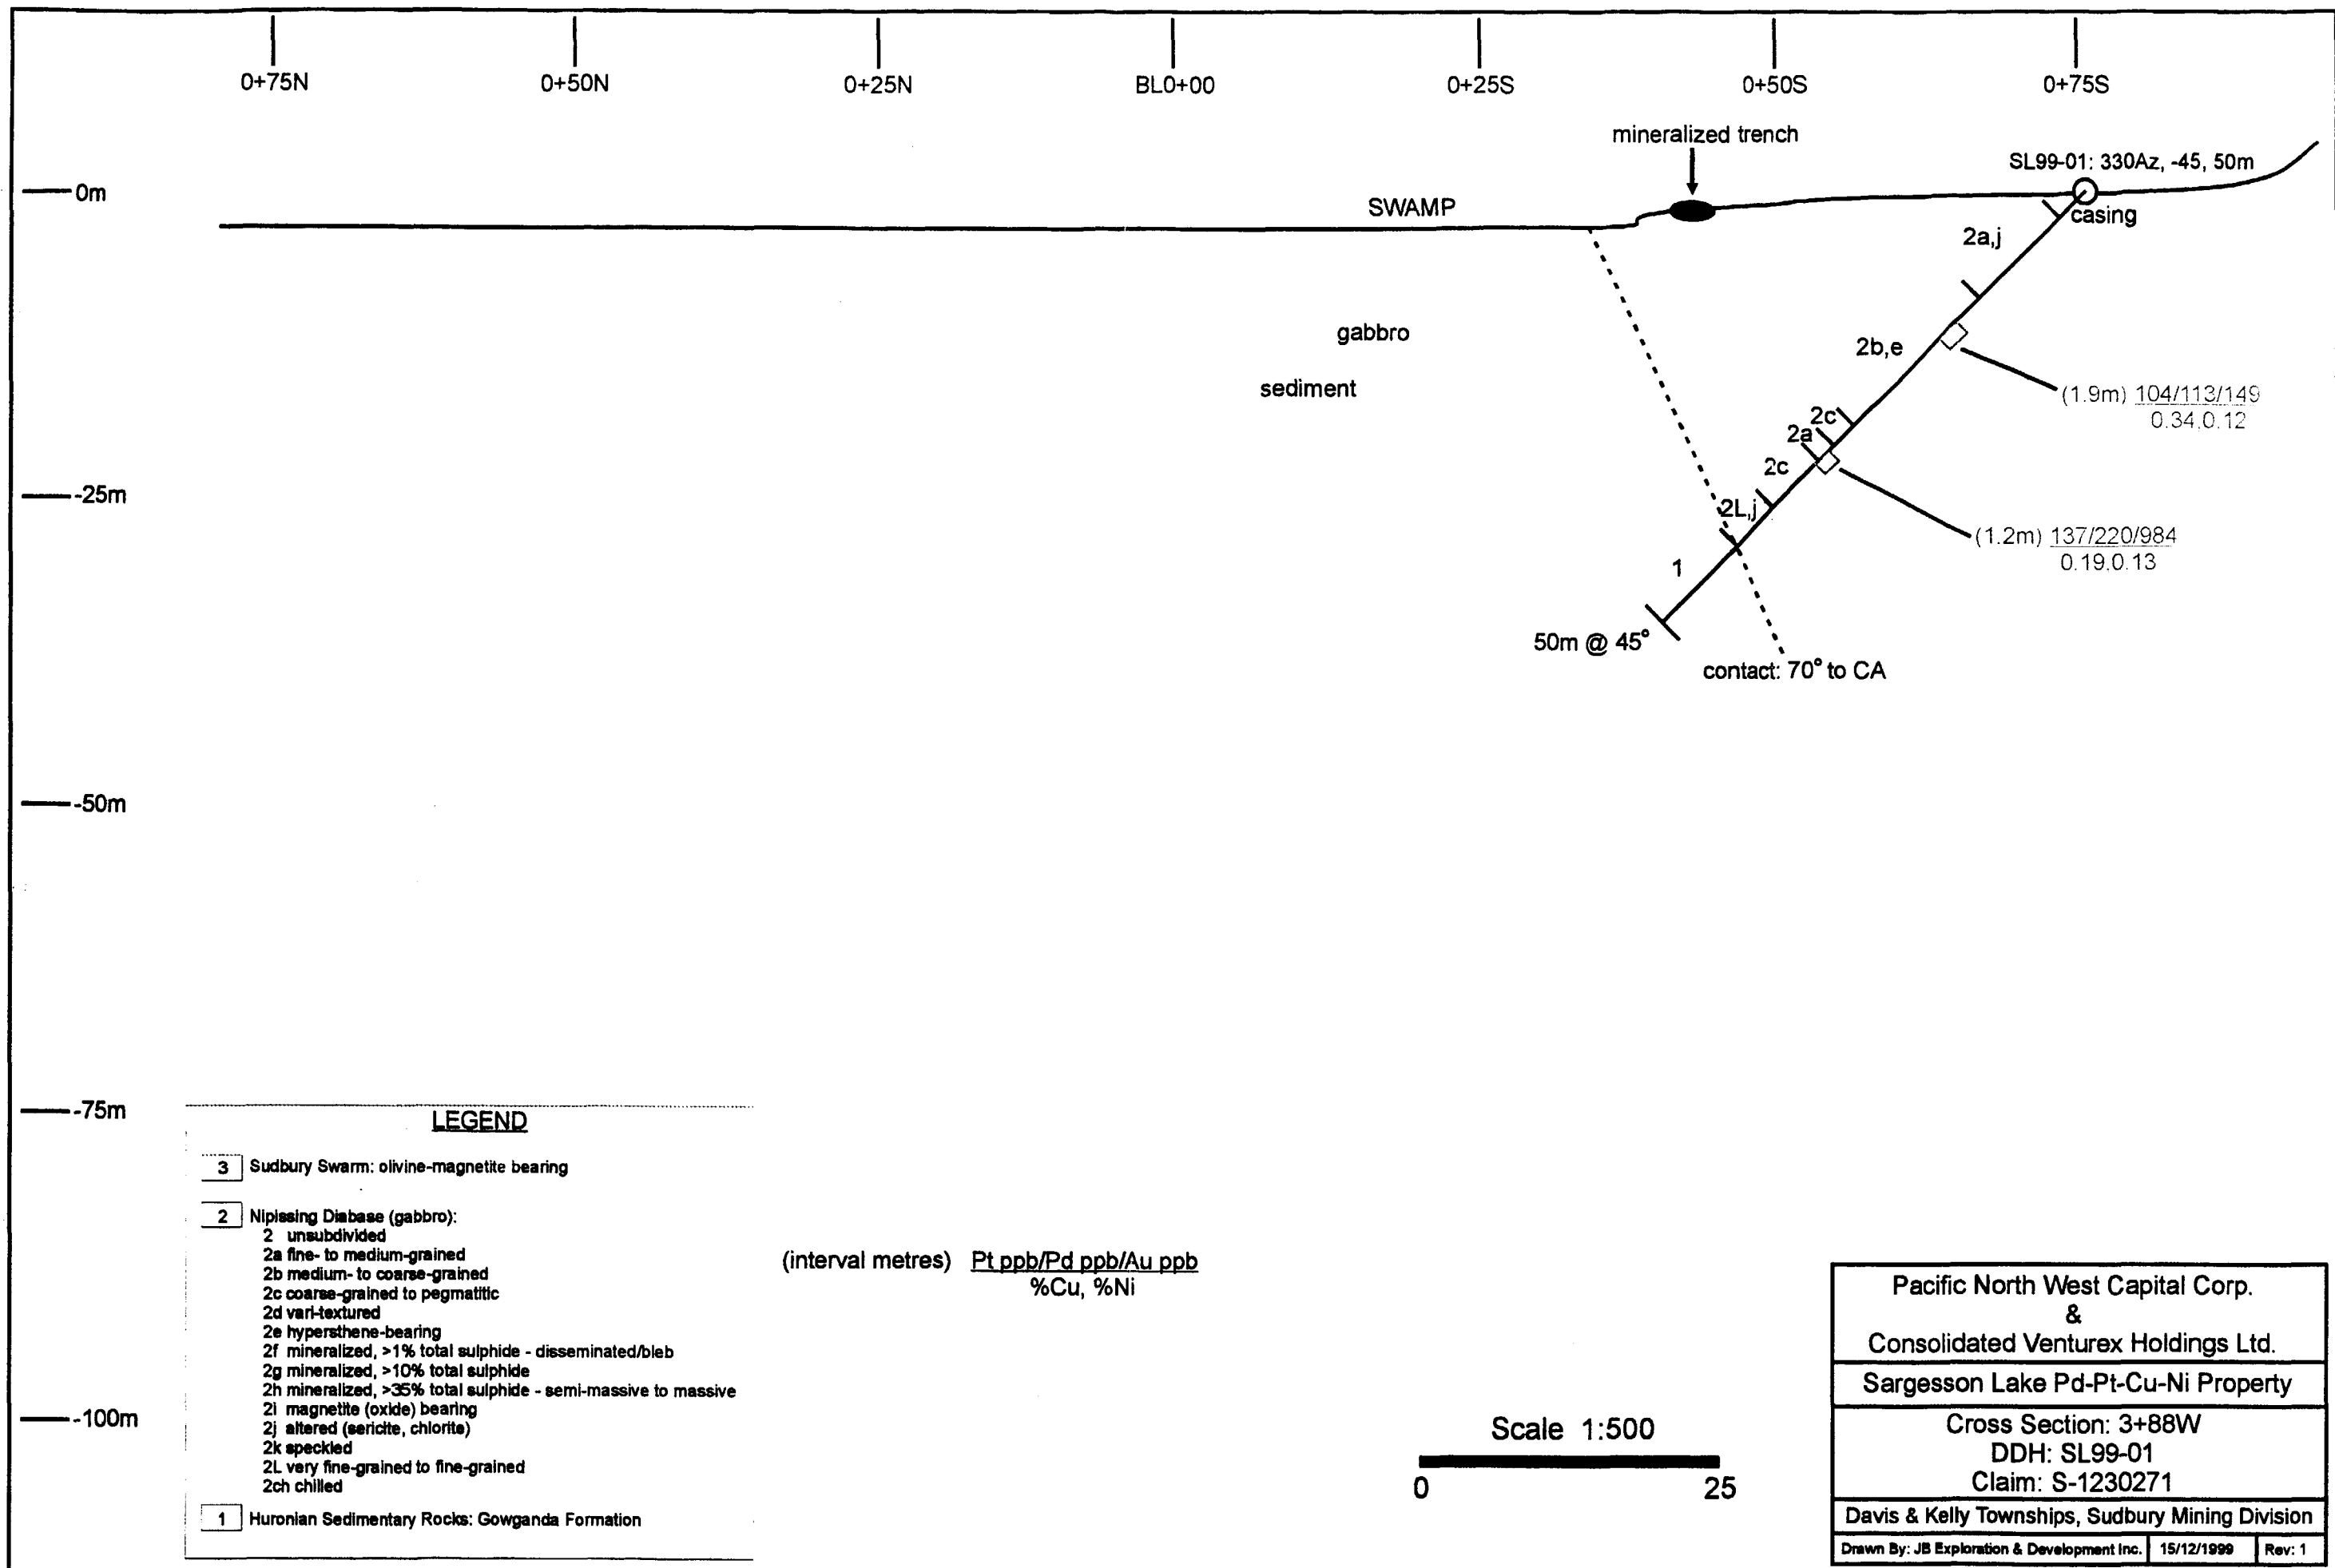 0+75N 0+50N 0+25N BL0+00 0+25S 0+50S 0+75S
mineralized trench
SL99-01: 330Az, -45, 50m
0m
SWAMP
casing
2a,j
gabbro
2b,e
sediment
(1.9m) 104/113/149
0.34,0.12
2c
2a
2c
-25m
2L,j
(1.2m) 137/220/984
0.19,0.13
1
50m @ 45°
contact: 70° to CA
-50m
-75m
LEGEND
3 Sudbury Swarm: olivine-magnetite bearing
2 Nipissing Diabase (gabbro):
2 unsubdivided
2a fine- to medium-grained
2b medium- to coarse-grained
2c coarse-grained to pegmatitic
2d vari-textured
2e hypersthene-bearing
2f mineralized, >1% total sulphide - disseminated/bleb
2g mineralized, >10% total sulphide
2h mineralized, >35% total sulphide - semi-massive to massive
2i magnetite (oxide) bearing
2j altered (sericite, chlorite)
2k speckled
2L very fine-grained to fine-grained
2ch chilled
1 Huronian Sedimentary Rocks: Gowganda Formation
-100m
(interval metres) Pt ppb/Pd ppb/Au ppb
%Cu, %Ni
Scale 1:500
0 25
Pacific North West Capital Corp.
&
Consolidated Venturex Holdings Ltd.
Sargesson Lake Pd-Pt-Cu-Ni Property
Cross Section: 3+88W
DDH: SL99-01
Claim: S-1230271
Davis & Kelly Townships, Sudbury Mining Division
Drawn By: JB Exploration & Development Inc. 15/12/1999 Rev: 1